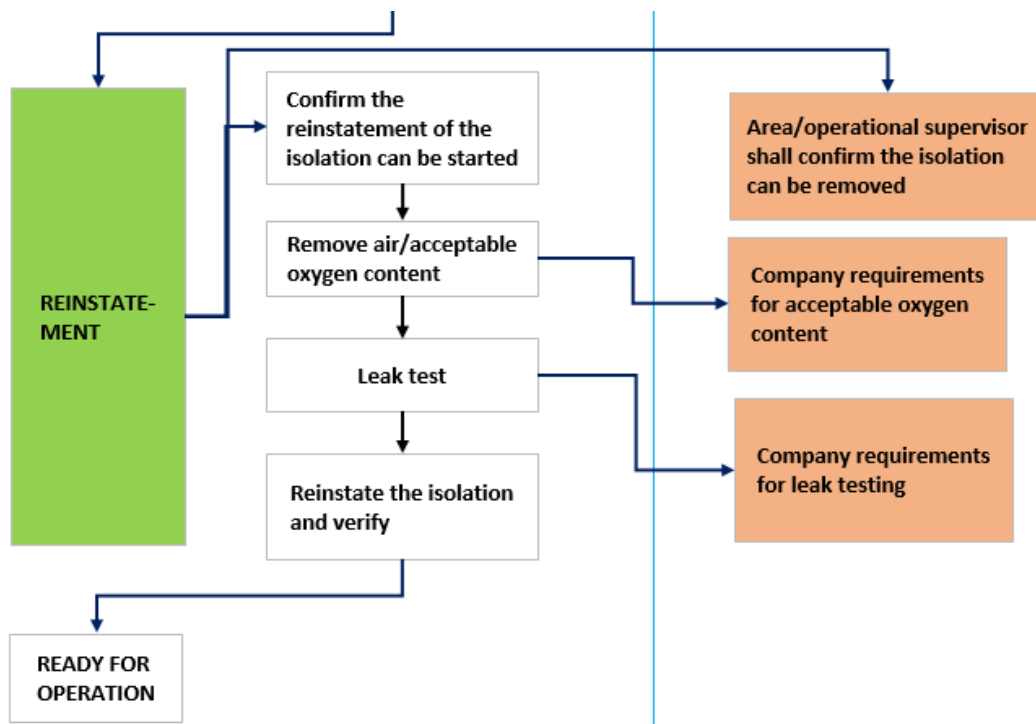 REINSTATE-
MENT
Confirm the
reinstatement of the
isolation can be started
Remove air/acceptable
oxygen content
Leak test
Reinstate the isolation
and verify
READY FOR
OPERATION
Area/operational supervisor
shall confirm the isolation
can be removed
Company requirements
for acceptable oxygen
content
Company requirements
for leak testing